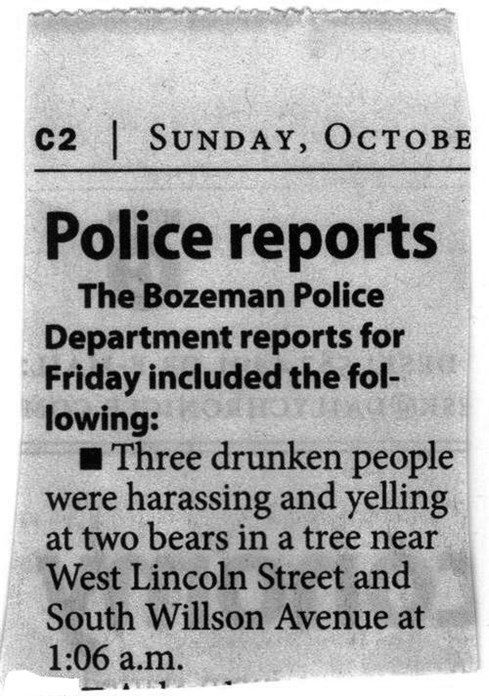 C2 | SUNDAY, OCTOBE
Police reports
The Bozeman Police
Department reports for
Friday included the fol-
lowing:
■ Three drunken people
were harassing and yelling
at two bears in a tree near
West Lincoln Street and
South Willson Avenue at
1:06 a.m.